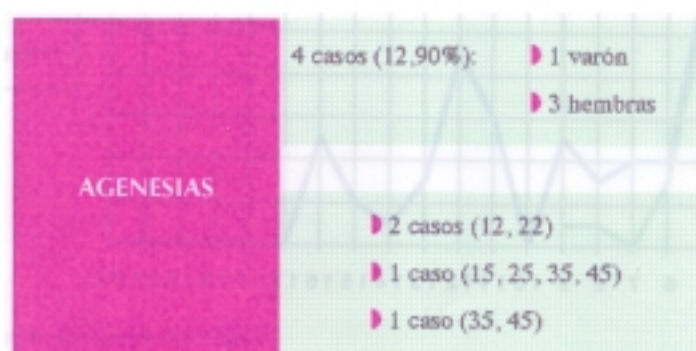 4 casos (12,90%): 1 varón
3 hembras
AGENESIAS
2 casos (12, 22)
1 caso (15, 25, 35, 45)
1 caso (35, 45)